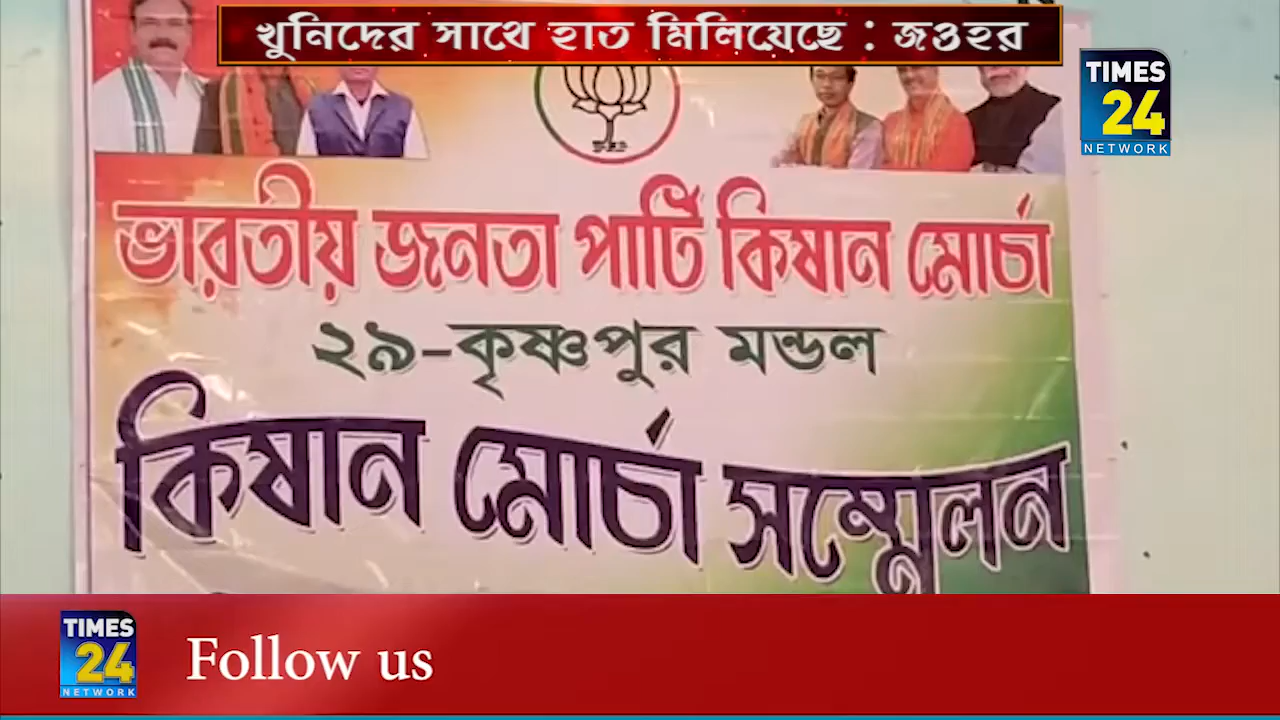 খুনিদের সাথে হাত মিলিয়েছে : জওহর
TIMES
24
NETWORK
ভারতীয় জনতা পার্টি কিষান মোর্চা
২৯-কৃষ্ণপুর মন্ডল
কিষান মোর্চা সম্মেলন
TIMES
24
NETWORK
Follow us